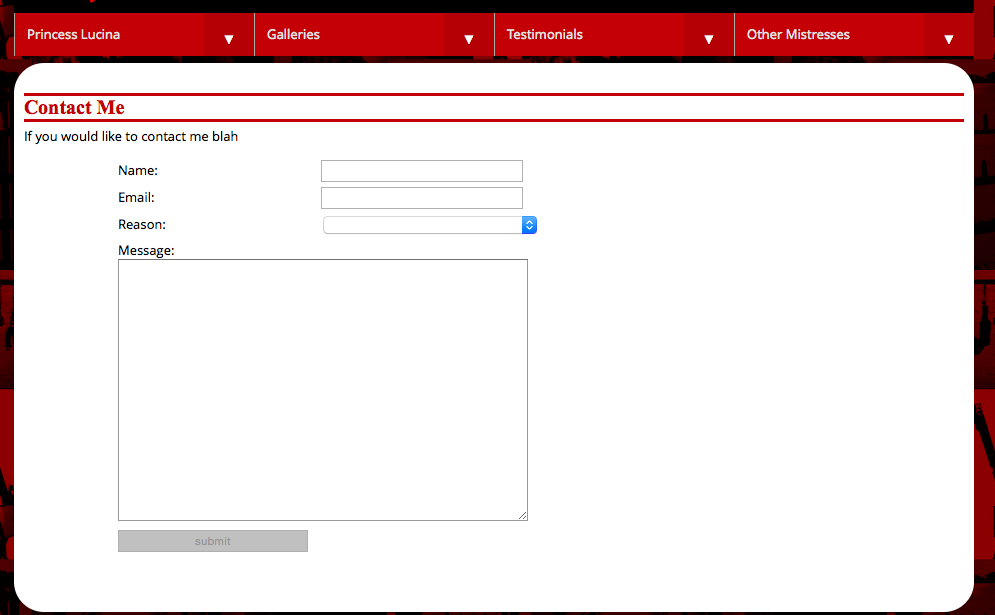 Princess Lucina ▼ Galleries ▼ Testimonials ▼ Other Mistresses ▼
Contact Me
If you would like to contact me blah
Name:
Email:
Reason:
Message:
submit